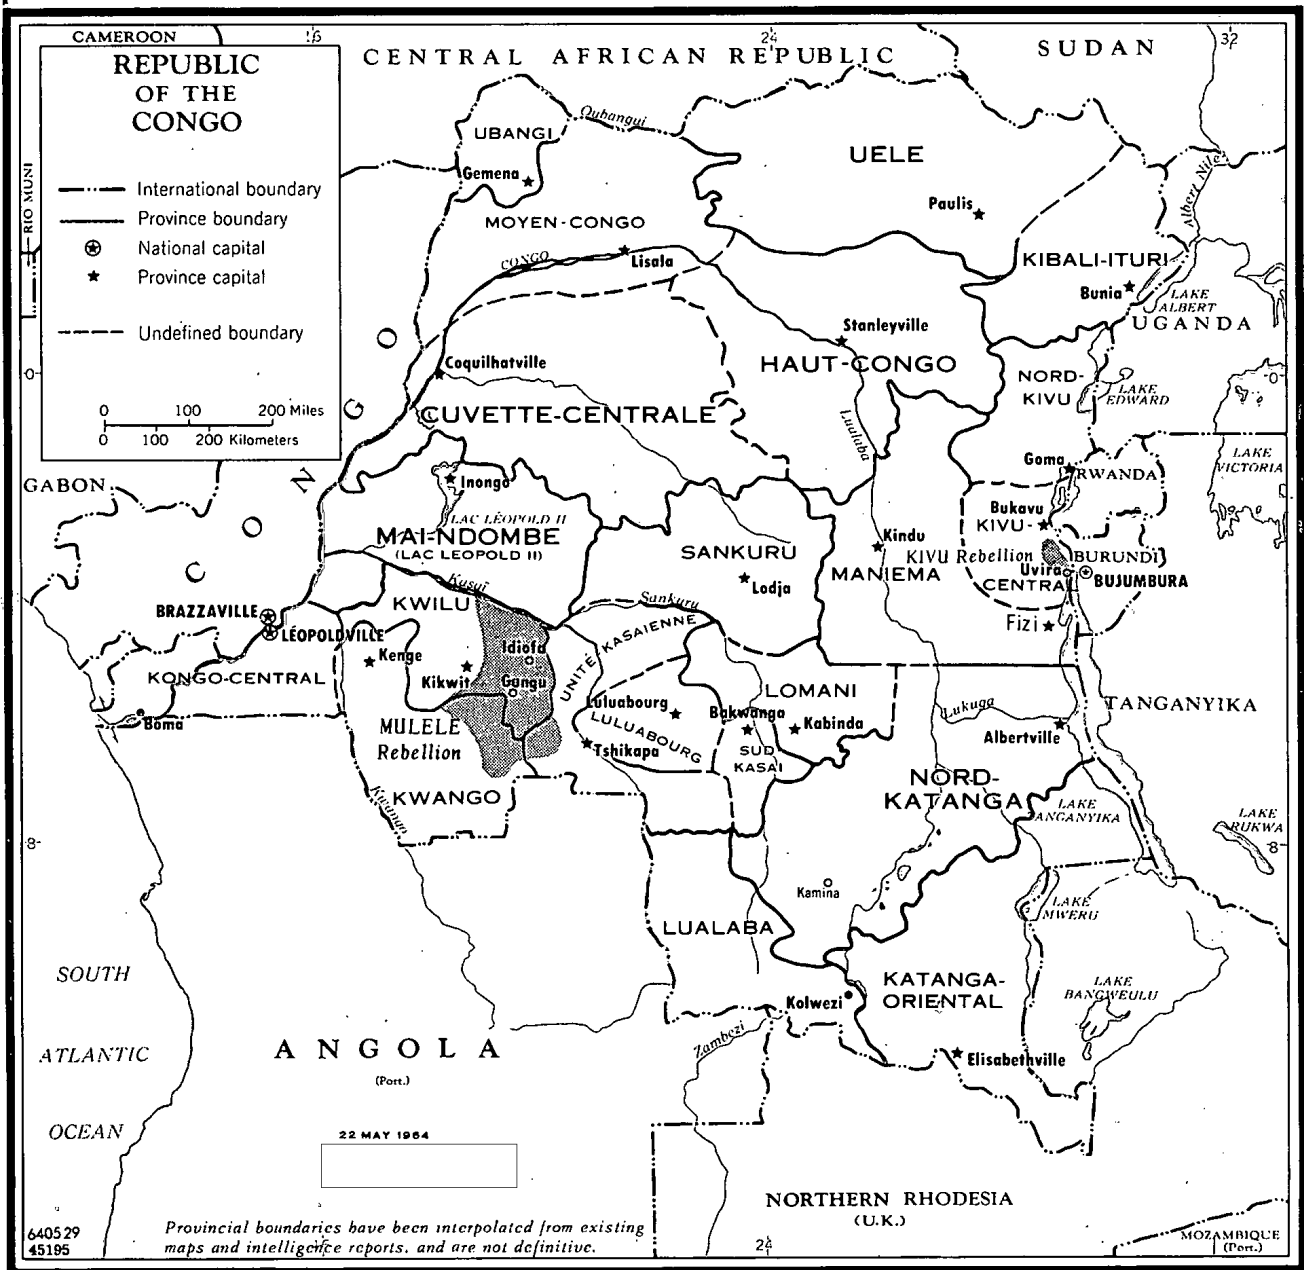 CAMEROON
16
24
32
CENTRAL AFRICAN REPUBLIC
SUDAN
REPUBLIC
OF THE
CONGO
International boundary
Province boundary
National capital
Province capital
Undefined boundary
0 100 200 Miles
0 100 200 Kilometers
RIO MUNI
UBANGI
Oubangui
Gemena
UELE
Paulis
Albert Nile
MOYEN-CONGO
CONGO
Lisala
KIBALI-ITURI
Bunia
LAKE
ALBERT
UGANDA
Stanleyville
HAUT-CONGO
Coquilhatville
CUVETTE-CENTRALE
Lualaba
NORD-
KIVU
LAKE
EDWARD
0
0
CONGO
GABON
Inongo
LAC LÉOPOLD II
MAI-NDOMBE
(LAC LEOPOLD II)
SANKURU
Lodja
Kindu
MANIEMA
Goma
RWANDA
LAKE
VICTORIA
Bukavu
KIVU-
KIVU Rebellion
BURUNDI
Uvira
CENTRAL
BUJUMBURA
Fizi
BRAZZAVILLE
LÉOPOLDVILLE
Kasai
KWILU
Sankuru
Idiofa
Kenge
Kikwit
Gungu
UNITÉ KASAIENNE
KONGO-CENTRAL
Boma
MULELE
Rebellion
Luluabourg
LULUABOURG
Tshikapa
Bakwanga
SUD
KASAI
LOMANI
Kabinda
Lukuga
Albertville
TANGANYIKA
KWANGO
NORD-
KATANGA
LAKE
TANGANYIKA
LAKE
RUKWA
8
8
Kamina
LAKE
MWERU
LUALABA
KATANGA-
ORIENTAL
LAKE
BANGWEULU
Kolwezi
Zambezi
Elisabethville
SOUTH
ATLANTIC
OCEAN
ANGOLA
(Port.)
22 MAY 1964
NORTHERN RHODESIA
(U.K.)
MOZAMBIQUE
(Port.)
640529
45195
Provincial boundaries have been interpolated from existing
maps and intelligence reports. and are not definitive.
16
24